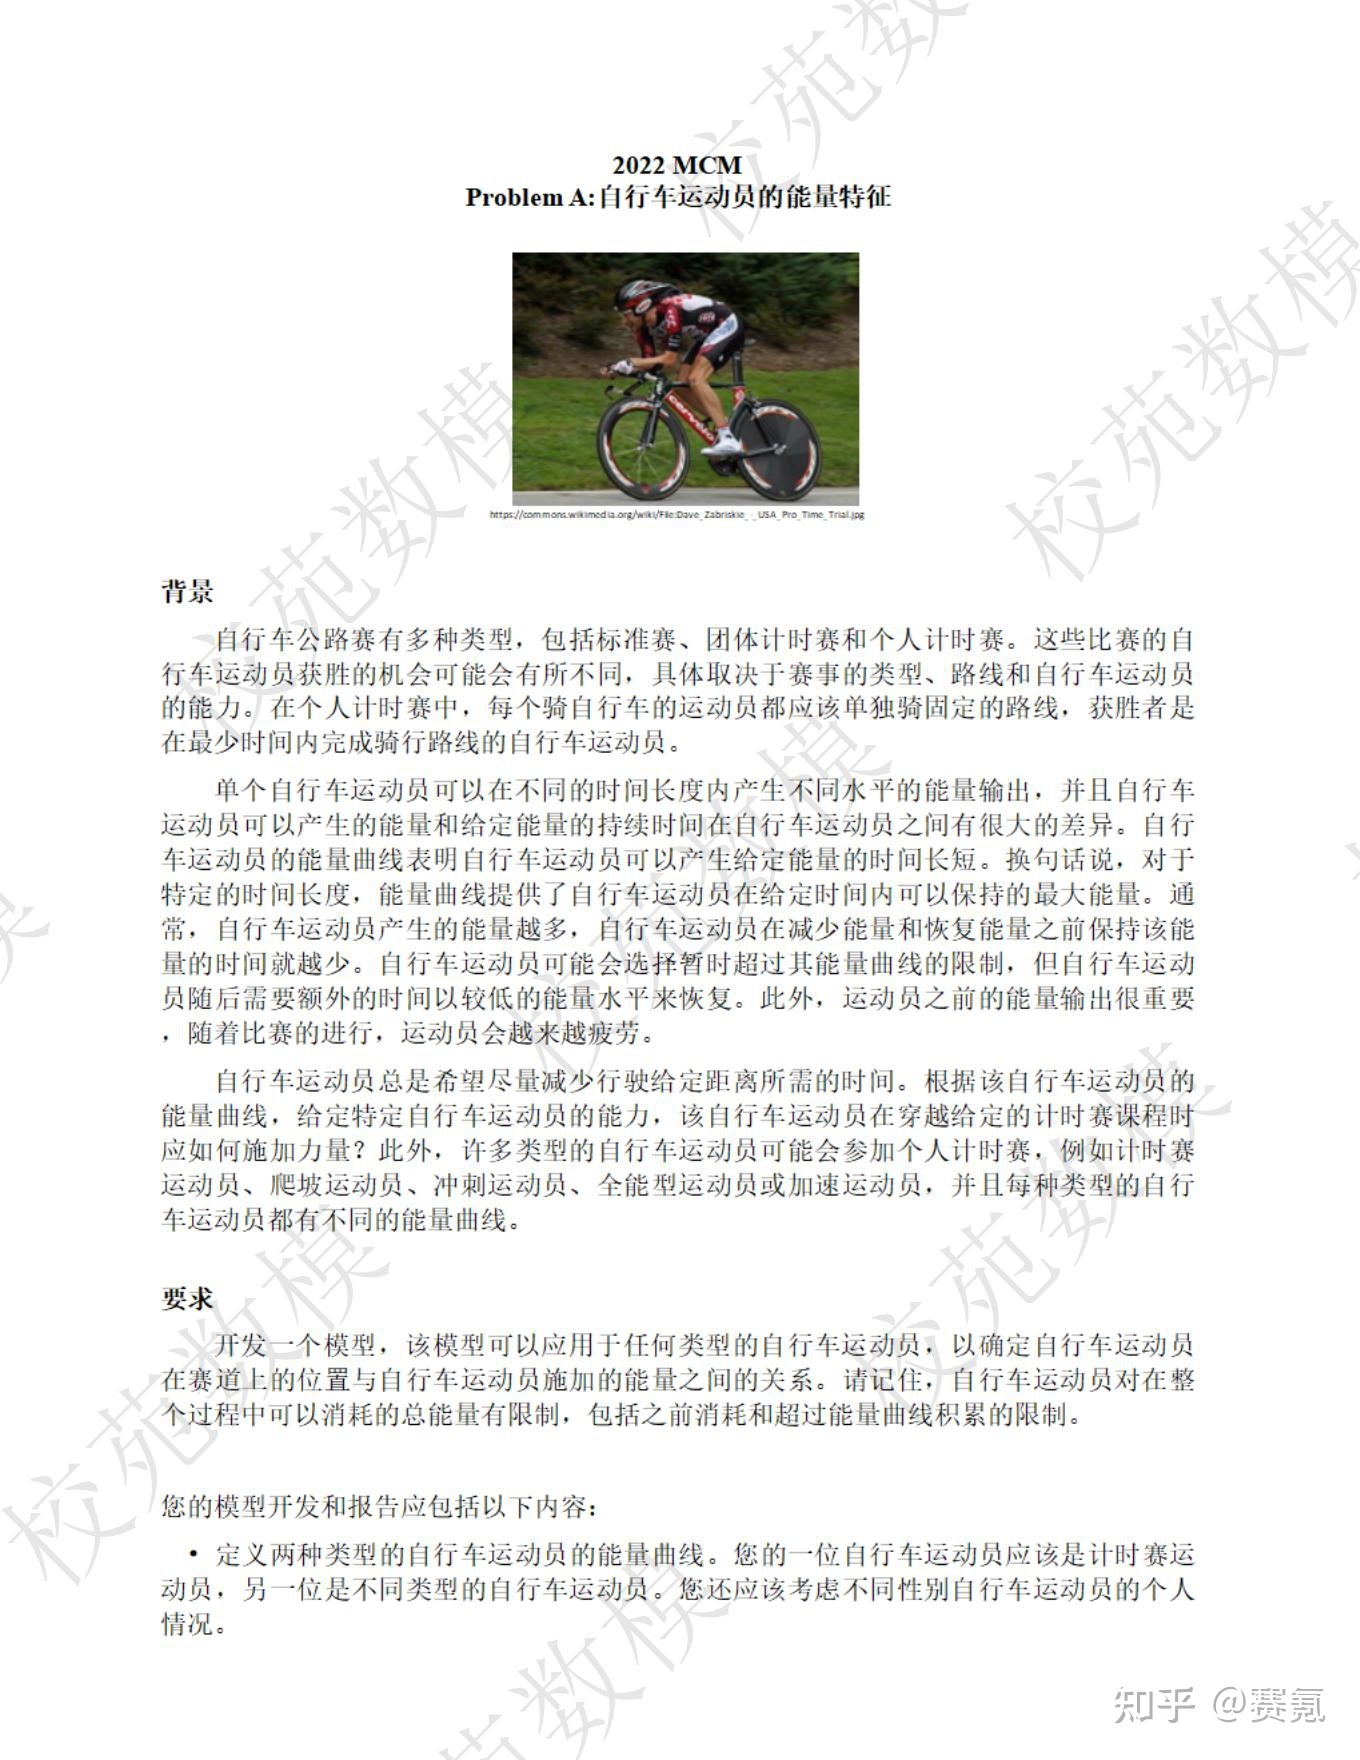 2022 MCM
Problem A:自行车运动员的能量特征
https://commons.wikimedia.org/wiki/File:Dave_Zabriskie_-_USA_Pro_Time_Trial.jpg
背景
自行车公路赛有多种类型，包括标准赛、团体计时赛和个人计时赛。这些比赛的自
行车运动员获胜的机会可能会有所不同，具体取决于赛事的类型、路线和自行车运动员
的能力。在个人计时赛中，每个骑自行车的运动员都应该单独骑固定的路线，获胜者是
在最少时间内完成骑行路线的自行车运动员。
单个自行车运动员可以在不同的时间长度内产生不同水平的能量输出，并且自行车
运动员可以产生的能量和给定能量的持续时间在自行车运动员之间有很大的差异。自行
车运动员的能量曲线表明自行车运动员可以产生给定能量的时间长短。换句话说，对于
特定的时间长度，能量曲线提供了自行车运动员在给定时间内可以保持的最大能量。通
常，自行车运动员产生的能量越多，自行车运动员在减少能量和恢复能量之前保持该能
量的时间就越少。自行车运动员可能会选择暂时超过其能量曲线的限制，但自行车运动
员随后需要额外的时间以较低的能量水平来恢复。此外，运动员之前的能量输出很重要
，随着比赛的进行，运动员会越来越疲劳。
自行车运动员总是希望尽量减少行驶给定距离所需的时间。根据该自行车运动员的
能量曲线，给定特定自行车运动员的能力，该自行车运动员在穿越给定的计时赛课程时
应如何施加力量？此外，许多类型的自行车运动员可能会参加个人计时赛，例如计时赛
运动员、爬坡运动员、冲刺运动员、全能型运动员或加速运动员，并且每种类型的自行
车运动员都有不同的能量曲线。
要求
开发一个模型，该模型可以应用于任何类型的自行车运动员，以确定自行车运动员
在赛道上的位置与自行车运动员施加的能量之间的关系。请记住，自行车运动员对在整
个过程中可以消耗的总能量有限制，包括之前消耗和超过能量曲线积累的限制。
您的模型开发和报告应包括以下内容：
• 定义两种类型的自行车运动员的能量曲线。您的一位自行车运动员应该是计时赛运
动员，另一位是不同类型的自行车运动员。您还应该考虑不同性别自行车运动员的个人
情况。
知乎 @赛氪
校苑数模
校苑数模
校苑数模
校苑数模
校苑数模
校苑数模
校苑数模